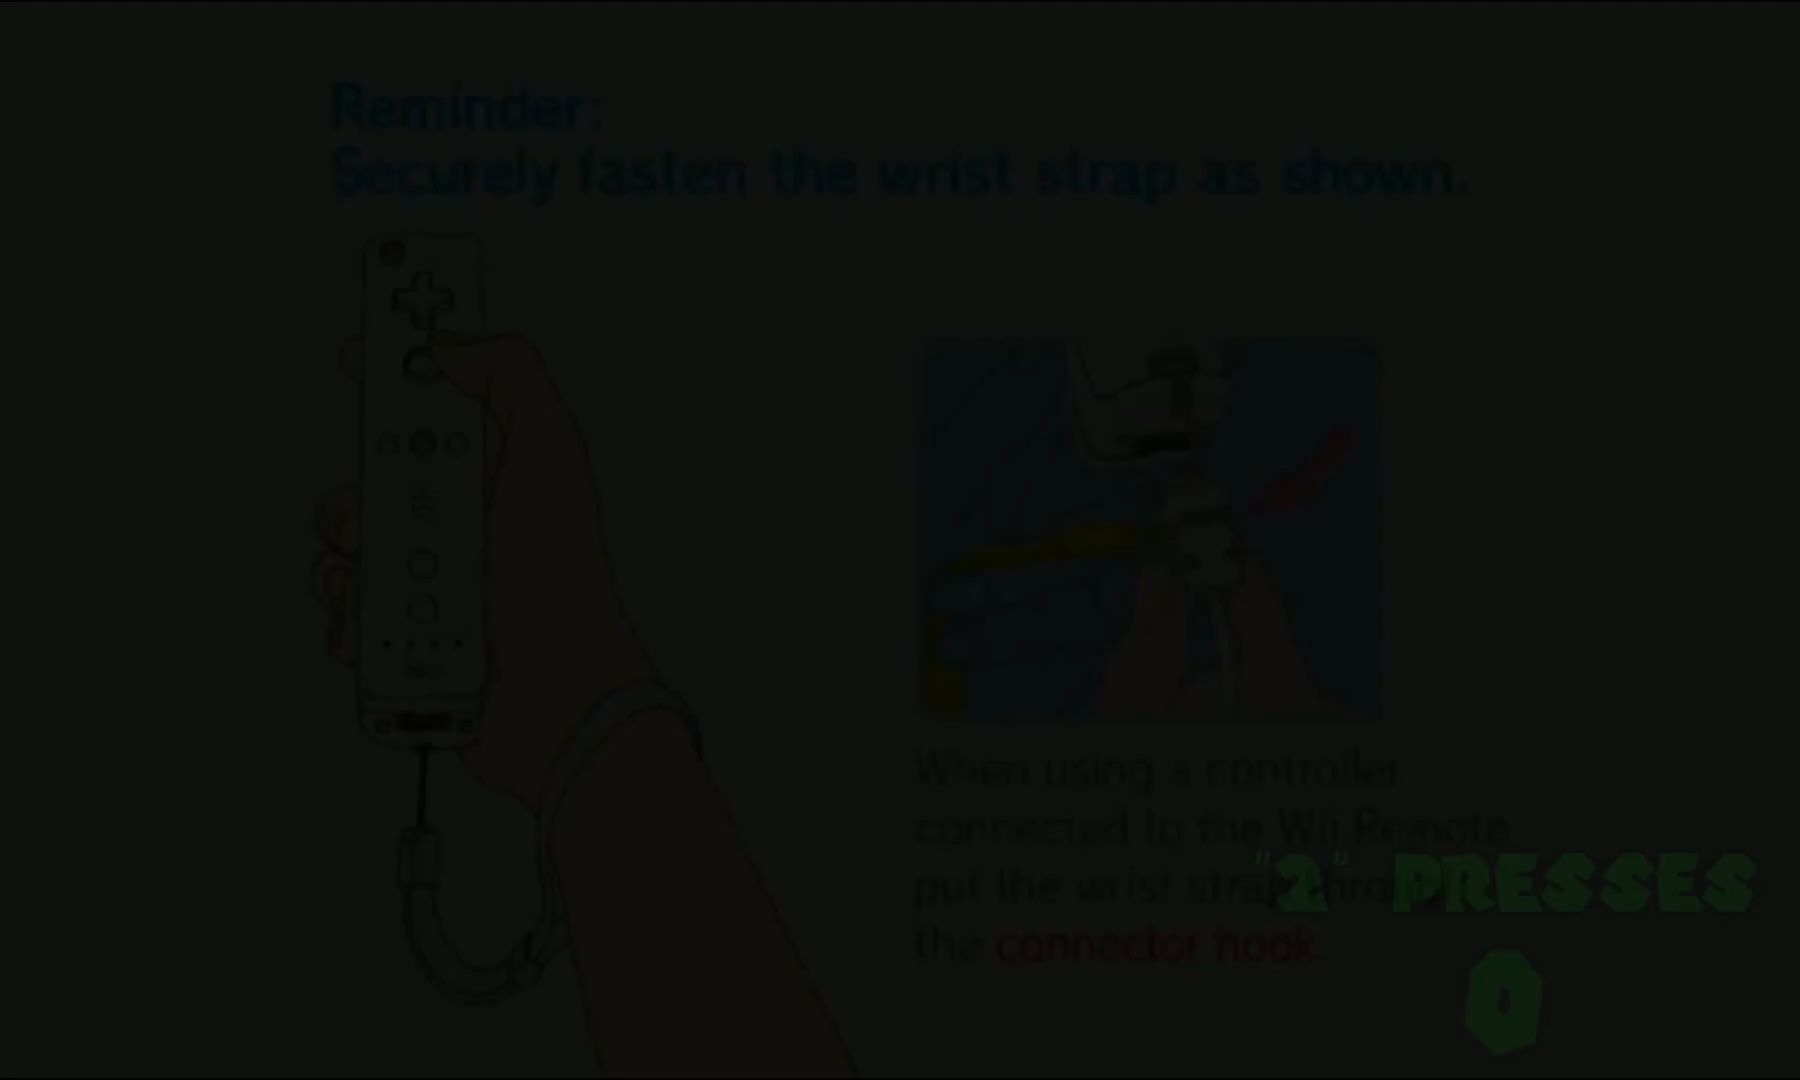 Reminder:
Securely fasten the wrist strap as shown.
When using a controller
connected to the Wii Remote
put the wrist strap through
the connector hook.
"2" PRESSES
0